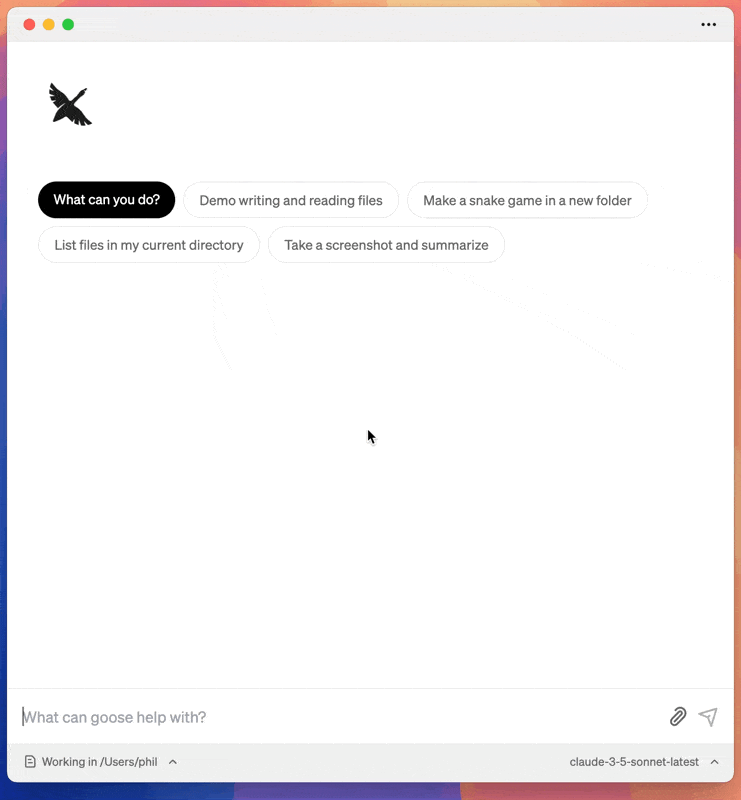 What can you do? Demo writing and reading files Make a snake game in a new folder
List files in my current directory Take a screenshot and summarize
What can goose help with?
Working in /Users/phil claude-3-5-sonnet-latest